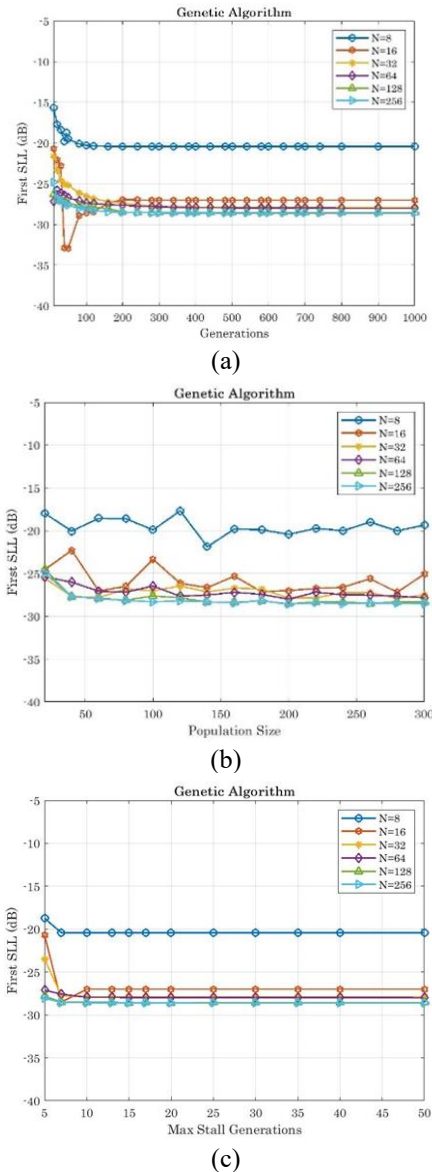 Genetic Algorithm
-5
-10
-15
-20
-25
-30
-35
-40
First SLL (dB)
N=8
N=16
N=32
N=64
N=128
N=256
100 200 300 400 500 600 700 800 900 1000
Generations
(a)
Genetic Algorithm
-5
-10
-15
-20
-25
-30
-35
-40
First SLL (dB)
N=8
N=16
N=32
N=64
N=128
N=256
50 100 150 200 250 300
Population Size
(b)
Genetic Algorithm
-5
-10
-15
-20
-25
-30
-35
-40
First SLL (dB)
N=8
N=16
N=32
N=64
N=128
N=256
5 10 15 20 25 30 35 40 45 50
Max Stall Generations
(c)